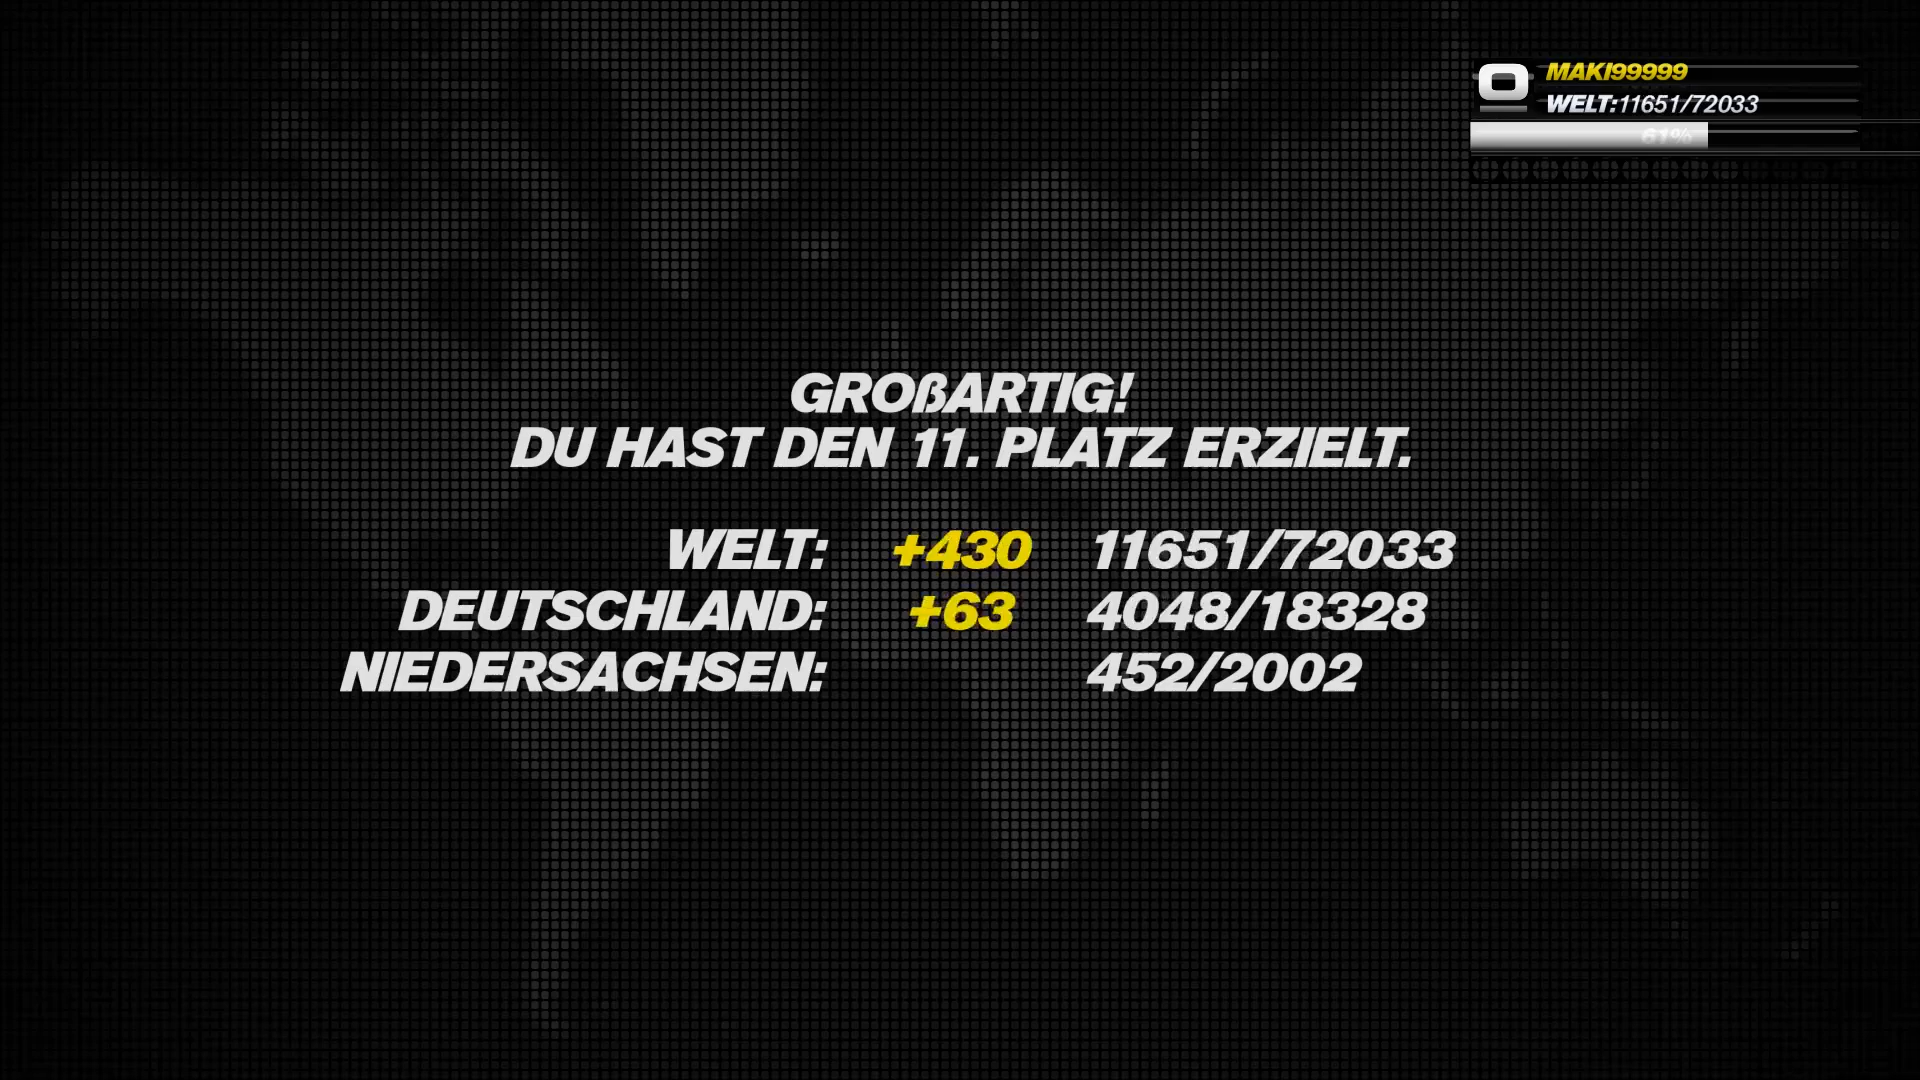 MAKI99999
WELT:11651/72033
61%
GROßARTIG!
DU HAST DEN 11. PLATZ ERZIELT.
WELT: +430 11651/72033
DEUTSCHLAND: +63 4048/18328
NIEDERSACHSEN: 452/2002